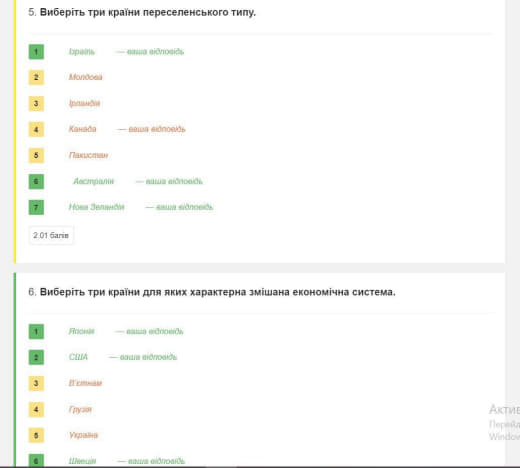 5. Виберіть три країни переселенського типу.
1 Ізраїль — ваша відповідь
2 Молдова
3 Ірландія
4 Канада — ваша відповідь
5 Пакистан
6 Австралія — ваша відповідь
7 Нова Зеландія — ваша відповідь
2.01 балів
6. Виберіть три країни для яких характерна змішана економічна система.
1 Японія — ваша відповідь
2 США — ваша відповідь
3 В'єтнам
4 Грузія
5 Україна
6 Швеція — ваша відповідь